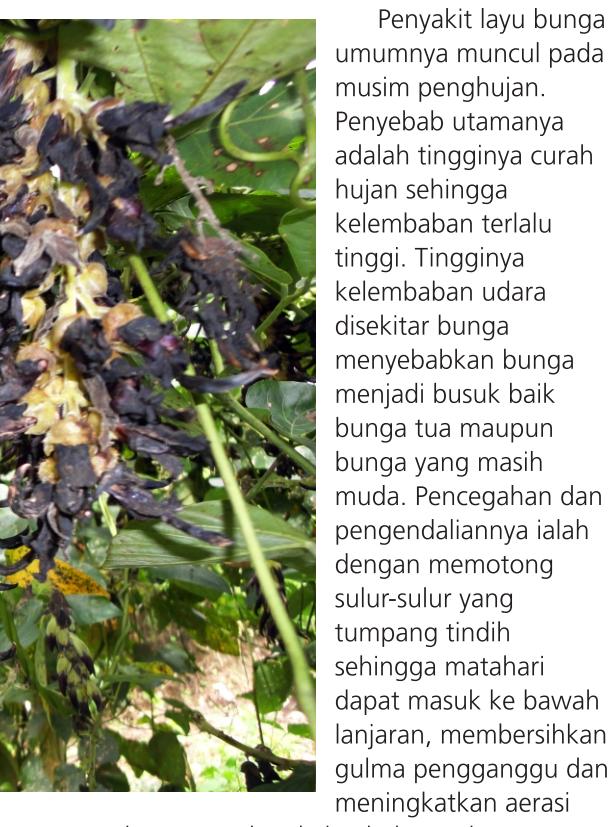 Penyakit layu bunga
umumnya muncul pada
musim penghujan.
Penyebab utamanya
adalah tingginya curah
hujan sehingga
kelembaban terlalu
tinggi. Tingginya
kelembaban udara
disekitar bunga
menyebabkan bunga
menjadi busuk baik
bunga tua maupun
bunga yang masih
muda. Pencegahan dan
pengendaliannya ialah
dengan memotong
sulur-sulur yang
tumpang tindih
sehingga matahari
dapat masuk ke bawah
lanjaran, membersihkan
gulma pengganggu dan
meningkatkan aerasi